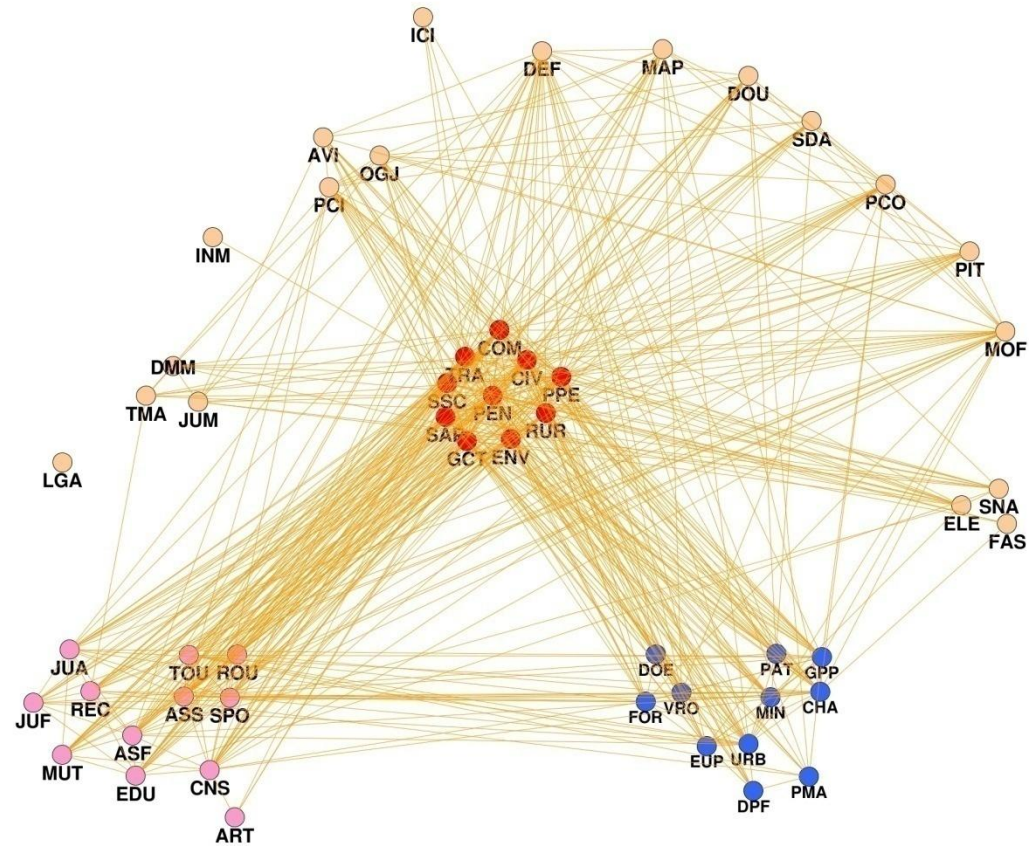 ICI
DEF
MAP
DOU
SDA
AVI
OGJ
PCI
PCO
INM
PIT
MOF
COM
TRA
CIV
DMM
PPE
SSC
PEN
TMA
JUM
SAP
RUR
GCT
ENV
LGA
SNA
ELE
FAS
JUA
TOU
ROU
DOE
PAT
GPP
JUF
REC
ASS
SPO
FOR
VRO
MIN
CHA
ASF
MUT
EDU
CNS
EUP
URB
DPF
PMA
ART